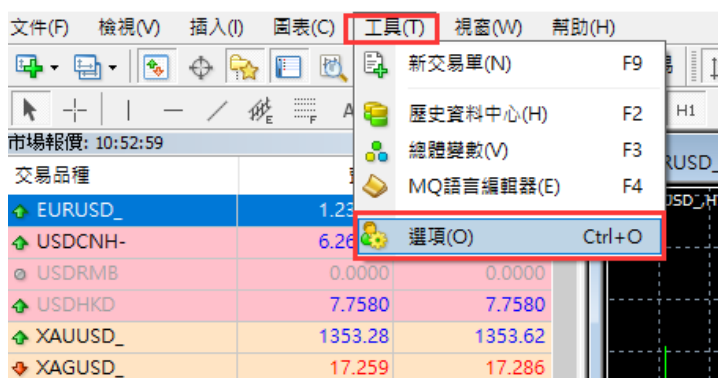 文件(F) 檢視(V) 插入(I) 圖表(C) 工具(T) 視窗(W) 幫助(H)
新交易單(N) F9
歷史資料中心(H) F2
總體變數(V) F3
MQ語言編輯器(E) F4
選項(O) Ctrl+O
E F A H1
市場報價: 10:52:59
交易品種
EURUSD_ 1.23
USDCNH- 6.26
USDRMB 0.0000 0.0000
USDHKD 7.7580 7.7580
XAUUSD_ 1353.28 1353.62
XAGUSD_ 17.259 17.286
RUSD_
JSD_,H